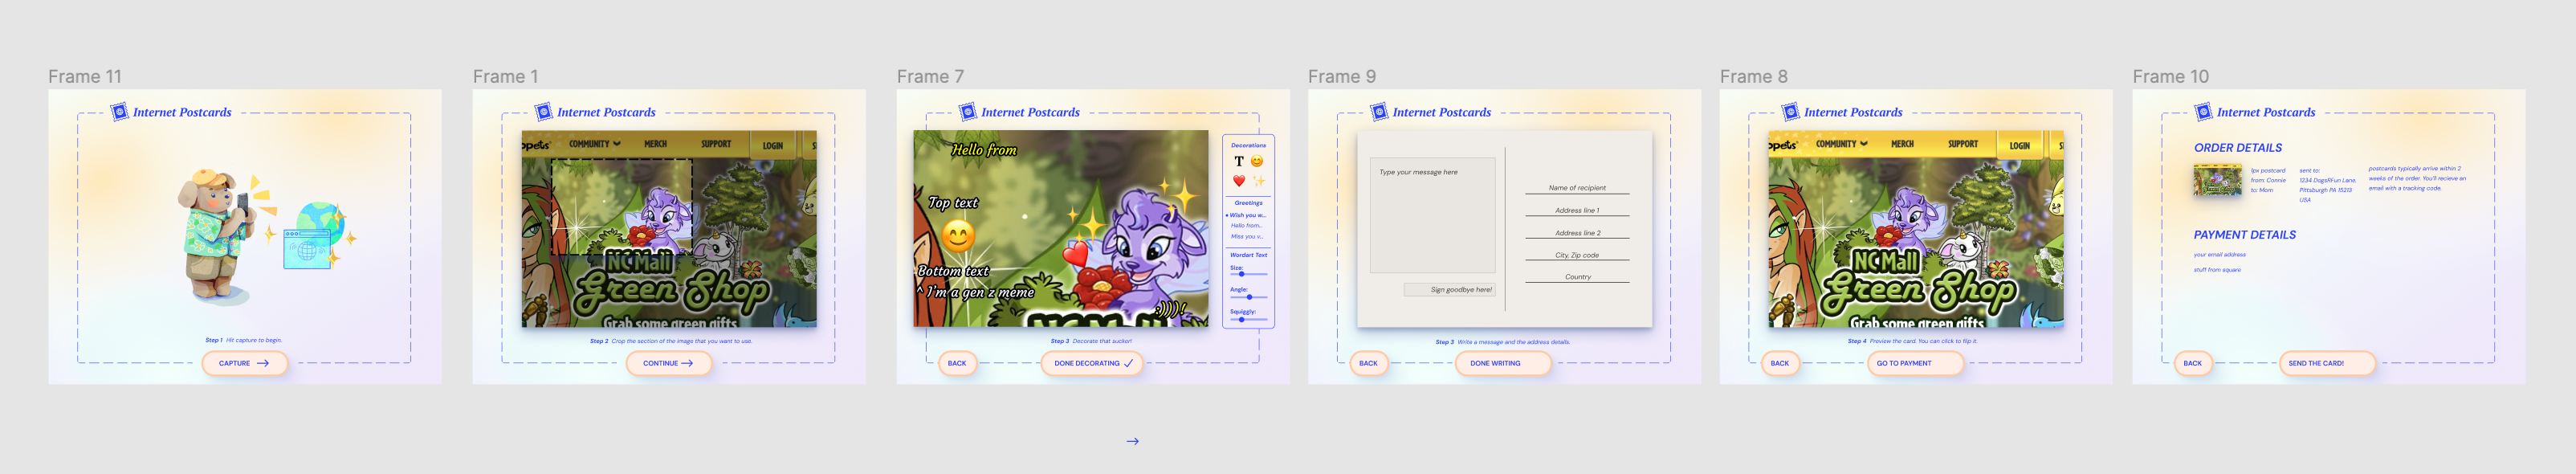 Frame 11
Internet Postcards
Step 1 Hit capture to begin.
CAPTURE →
Frame 1
Internet Postcards
opets
COMMUNITY
MERCH
SUPPORT
LOGIN
S
NC Mall
Green Shop
Grab some green gifts
Step 2 Crop the section of the image that you want to use.
CONTINUE →
Frame 7
Internet Postcards
Hello from
Top text
Bottom text
^ I'm a gen z meme
:))))!
Decorations
T
Greetings
• Wish you w...
Hello from...
Miss you v...
Wordart Text
Size:
Angle:
Squiggly:
Step 3 Decorate that sucker!
BACK
DONE DECORATING ✓
→
Frame 9
Internet Postcards
Type your message here
Sign goodbye here!
Name of recipient
Address line 1
Address line 2
City, Zip code
Country
Step 3 Write a message and the address details.
BACK
DONE WRITING
Frame 8
Internet Postcards
opets
COMMUNITY
MERCH
SUPPORT
LOGIN
S
NC Mall
Green Shop
Grab some green gifts
Step 4 Preview the card. You can click to flip it.
BACK
GO TO PAYMENT
Frame 10
Internet Postcards
ORDER DETAILS
1px postcard
from: Connie
to: Mom
sent to:
1234 DogsRFun Lane.
Pittsburgh PA 15213
USA
postcards typically arrive within 2
weeks of the order. You'll recieve an
email with a tracking code.
PAYMENT DETAILS
your email address
stuff from square
BACK
SEND THE CARD!